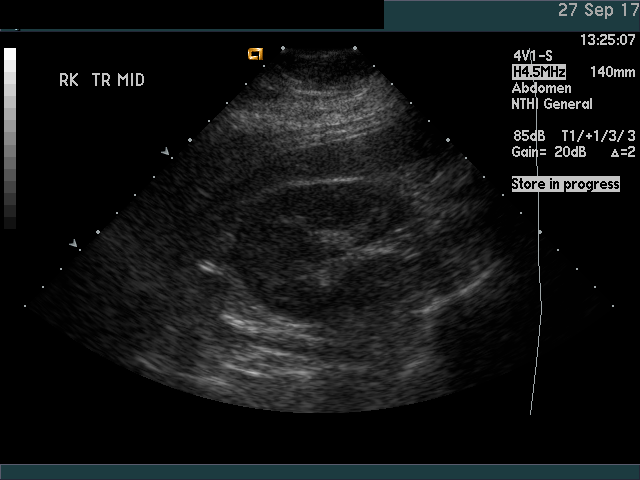 27 Sep 17
13:25:07
4V1-S
H4.5MHz 140mm
Abdomen
NTHI General
85dB T1/+1/3/3
Gain= 20dB Δ=2
Store in progress
RK TR MID